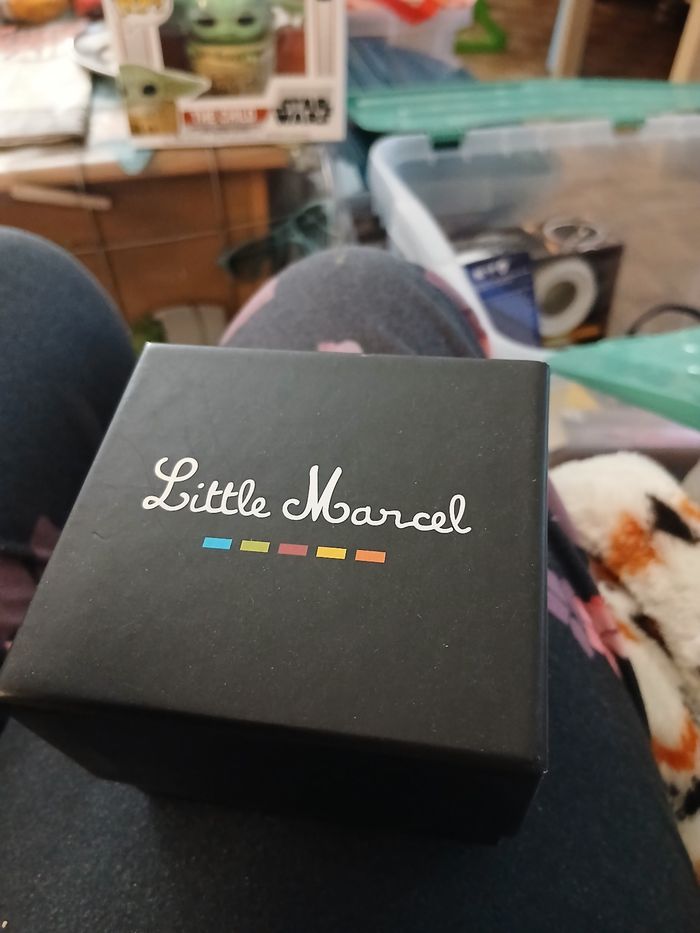 THE CHILD
STAR
WARS
Little Marcel